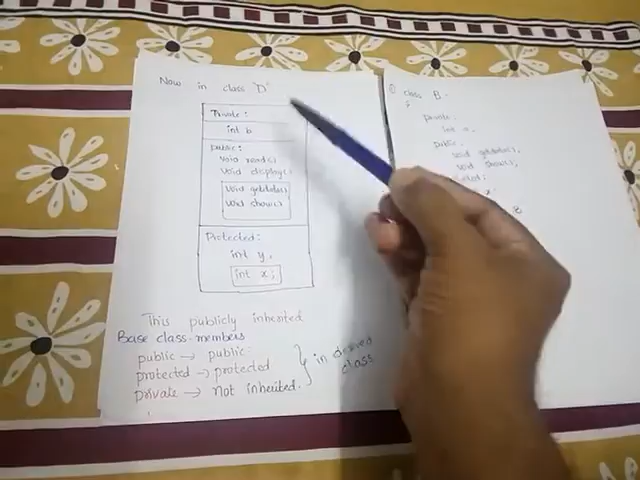 Now in class "D"
Private:
int b
public:
void read();
void display();
void getdata();
void show();
Protected:
int y,
int x;
This publicly inherited
Base class members
public → public.
protected → protected
private → not inherited.
in derived
class
① class B
{
private:
int
public:
void getdata();
void show();
x
B